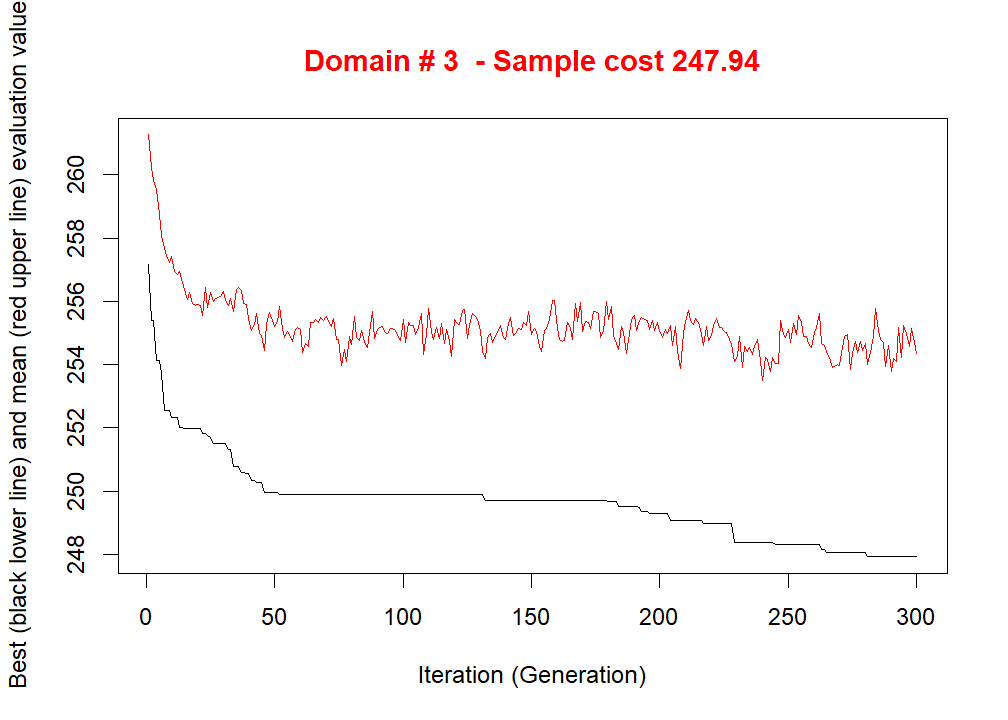 Domain # 3  - Sample cost 247.94
Best (black lower line) and mean (red upper line) evaluation value
260
258
256
254
252
250
248
0 50 100 150 200 250 300
Iteration (Generation)